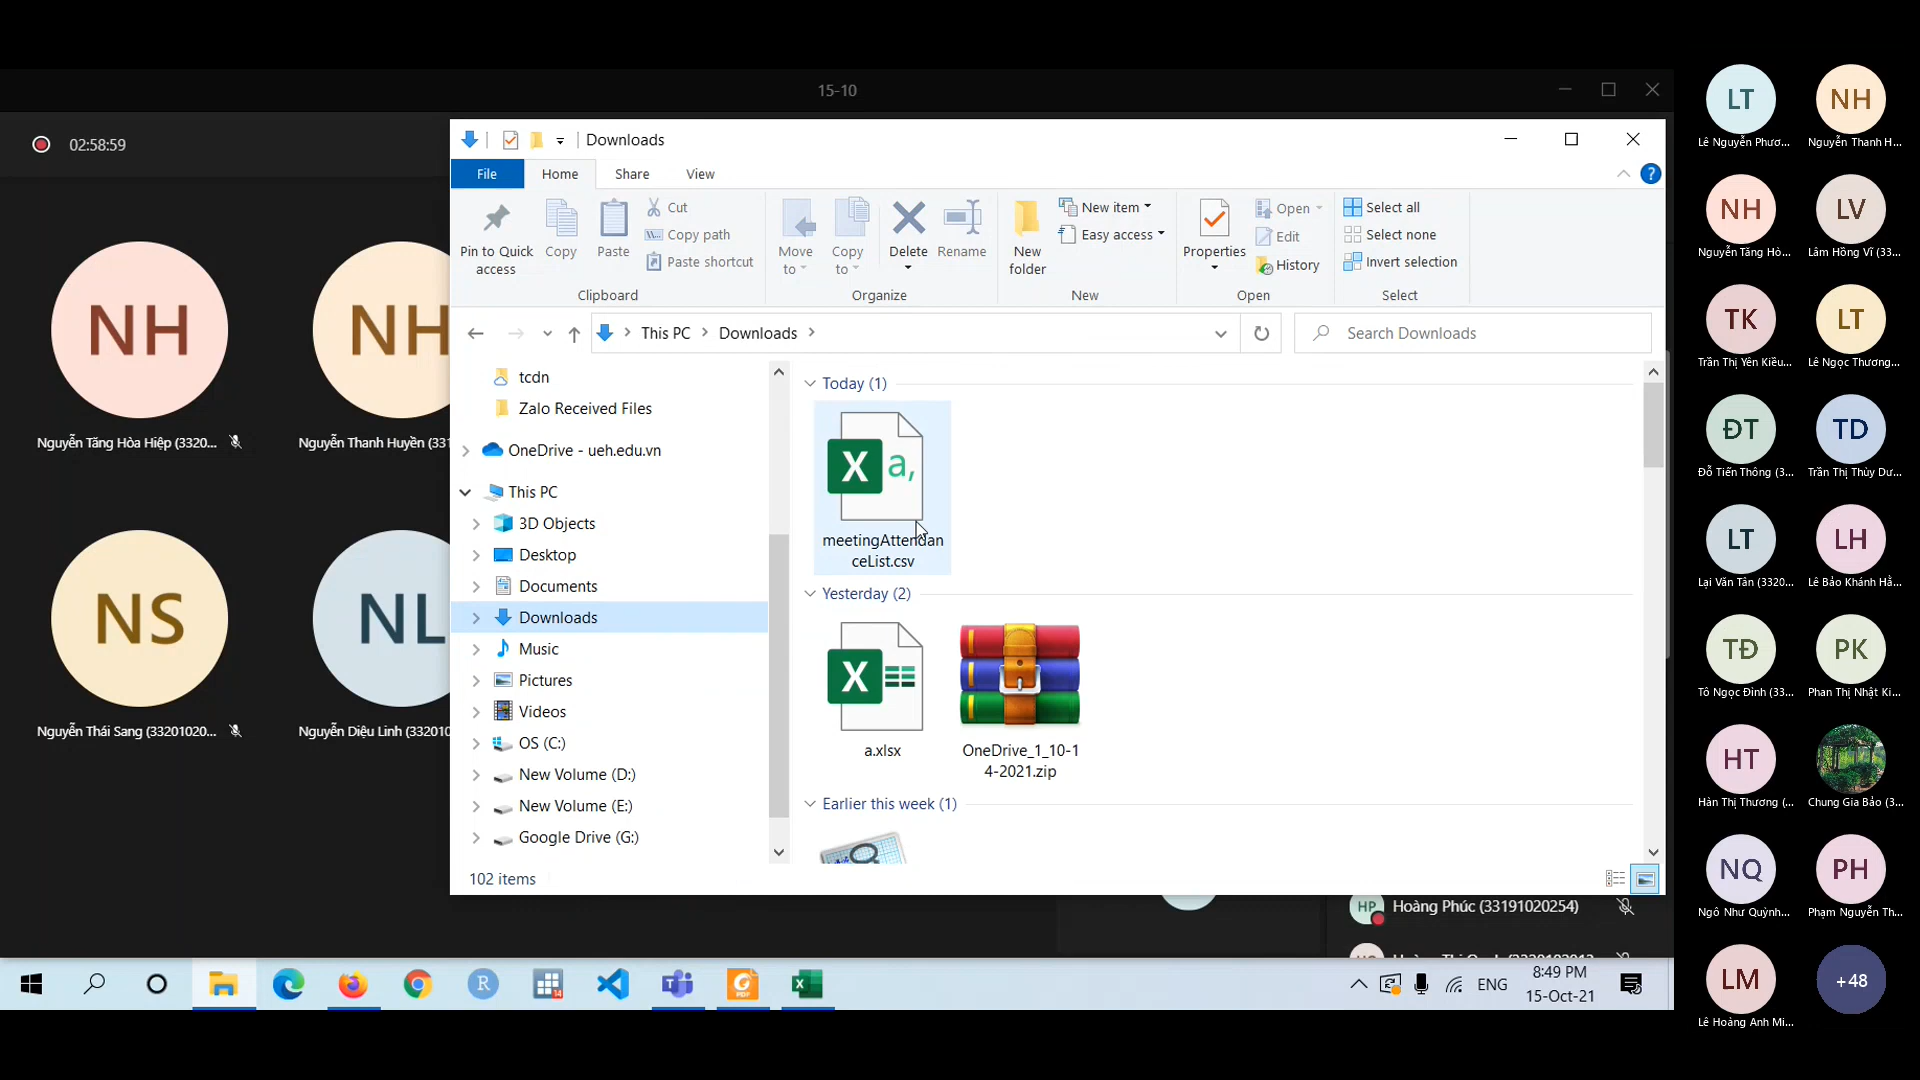 15-10
02:58:59
NH
NH
Nguyễn Tăng Hòa Hiệp (3320...
Nguyễn Thanh Huyền (331
NS
NL
Nguyễn Thái Sang (33201020...
Nguyễn Diệu Linh (332010
Downloads
File
Home
Share
View
Pin to Quick access
Copy
Paste
Cut
Copy path
Paste shortcut
Clipboard
Move to
Copy to
Delete
Rename
Organize
New folder
New item
Easy access
New
Properties
Open
Edit
History
Open
Select all
Select none
Invert selection
Select
This PC
Downloads
Search Downloads
tcdn
Zalo Received Files
OneDrive - ueh.edu.vn
This PC
3D Objects
Desktop
Documents
Downloads
Music
Pictures
Videos
OS (C:)
New Volume (D:)
New Volume (E:)
Google Drive (G:)
102 items
Today (1)
X a,
meetingAttendan
ceList.csv
Yesterday (2)
X
a.xlsx
OneDrive_1_10-1
4-2021.zip
Earlier this week (1)
HP
Hoàng Phúc (33191020254)
R
14
PDF
ENG
8:49 PM
15-Oct-21
LT
Lê Nguyễn Phươ...
NH
Nguyễn Thanh H...
NH
Nguyễn Tăng Hò...
LV
Lâm Hồng Vĩ (33...
TK
Trần Thị Yên Kiều...
LT
Lê Ngọc Thương...
ĐT
Đỗ Tiến Thông (3...
TD
Trần Thị Thùy Dư...
LT
Lại Văn Tân (3320...
LH
Lê Bảo Khánh Hằ...
TĐ
Tô Ngọc Đình (33...
PK
Phan Thị Nhật Ki...
HT
Hàn Thị Thương (...
Chung Gia Bảo (3...
NQ
Ngô Như Quỳnh...
PH
Phạm Nguyễn Th...
LM
Lê Hoàng Anh Mi...
+48